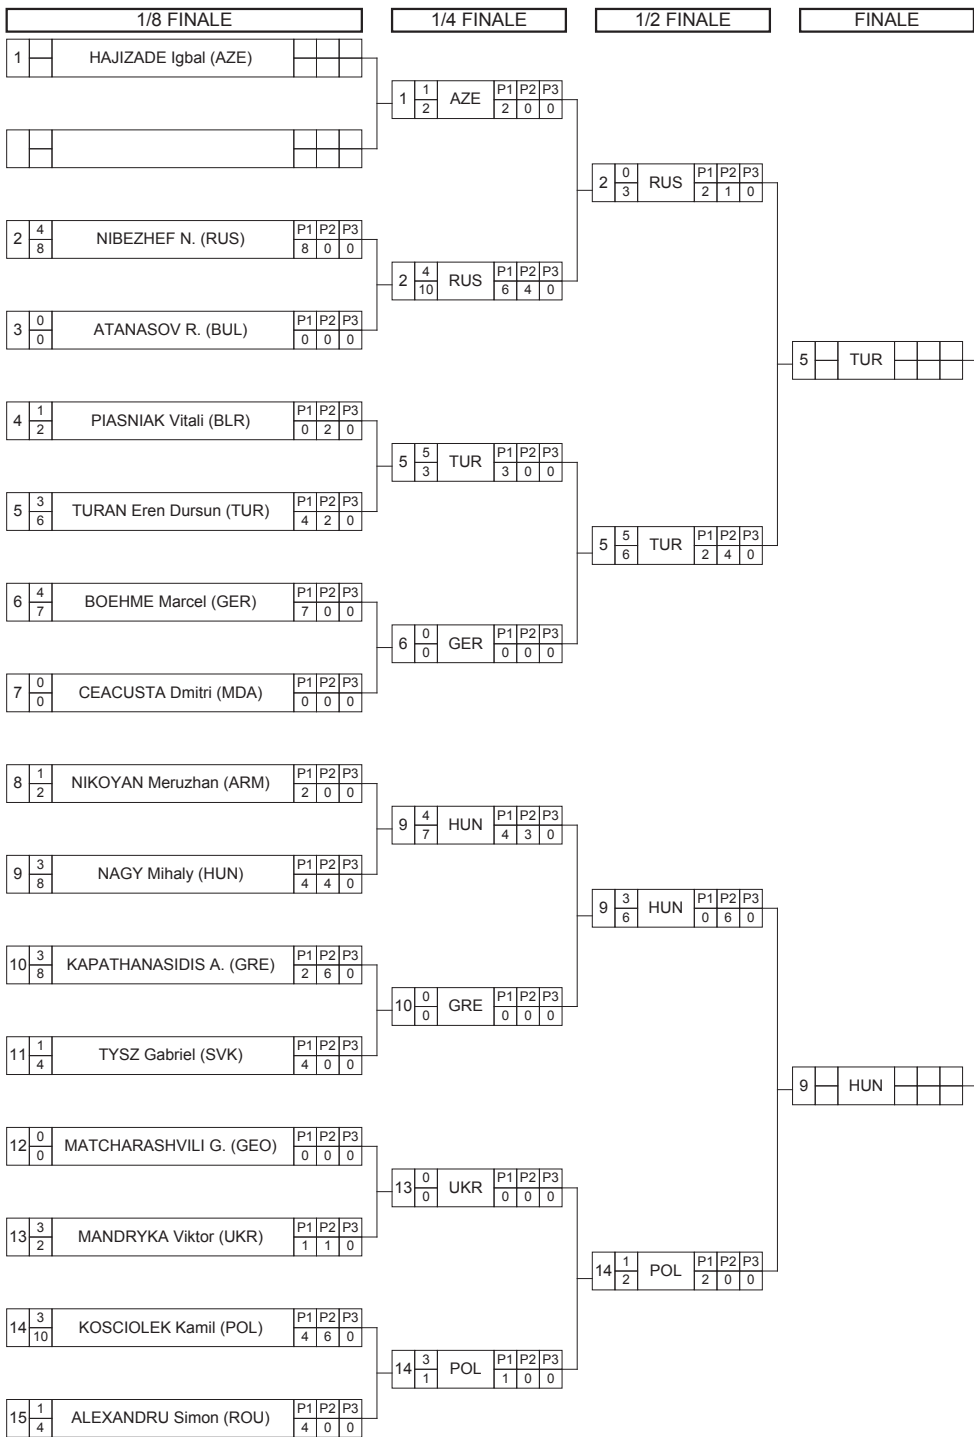 1/8 FINALE 1/4 FINALE 1/2 FINALE FINALE
1 HAJIZADE Igbal (AZE)
1 1 2 AZE P1 P2 P3
2 0 0
2 0 3 RUS P1 P2 P3
2 1 0
2 4 8 NIBEZHEF N. (RUS) P1 P2 P3
8 0 0
2 4 10 RUS P1 P2 P3
6 4 0
3 0 0 ATANASOV R. (BUL) P1 P2 P3
0 0 0
5 TUR
4 1 2 PIASNIAK Vitali (BLR) P1 P2 P3
0 2 0
5 5 3 TUR P1 P2 P3
3 0 0
5 3 6 TURAN Eren Dursun (TUR) P1 P2 P3
4 2 0
5 5 6 TUR P1 P2 P3
2 4 0
6 4 7 BOEHME Marcel (GER) P1 P2 P3
7 0 0
6 0 0 GER P1 P2 P3
0 0 0
7 0 0 CEACUSTA Dmitri (MDA) P1 P2 P3
0 0 0
8 1 2 NIKOYAN Meruzhan (ARM) P1 P2 P3
2 0 0
9 4 7 HUN P1 P2 P3
4 3 0
9 3 8 NAGY Mihaly (HUN) P1 P2 P3
4 4 0
9 3 6 HUN P1 P2 P3
0 6 0
10 3 8 KAPATHANASIDIS A. (GRE) P1 P2 P3
2 6 0
10 0 0 GRE P1 P2 P3
0 0 0
11 1 4 TYSZ Gabriel (SVK) P1 P2 P3
4 0 0
9 HUN
12 0 0 MATCHARASHVILI G. (GEO) P1 P2 P3
0 0 0
13 0 0 UKR P1 P2 P3
0 0 0
13 3 2 MANDRYKA Viktor (UKR) P1 P2 P3
1 1 0
14 1 2 POL P1 P2 P3
2 0 0
14 3 10 KOSCIOLEK Kamil (POL) P1 P2 P3
4 6 0
14 3 1 POL P1 P2 P3
1 0 0
15 1 4 ALEXANDRU Simon (ROU) P1 P2 P3
4 0 0